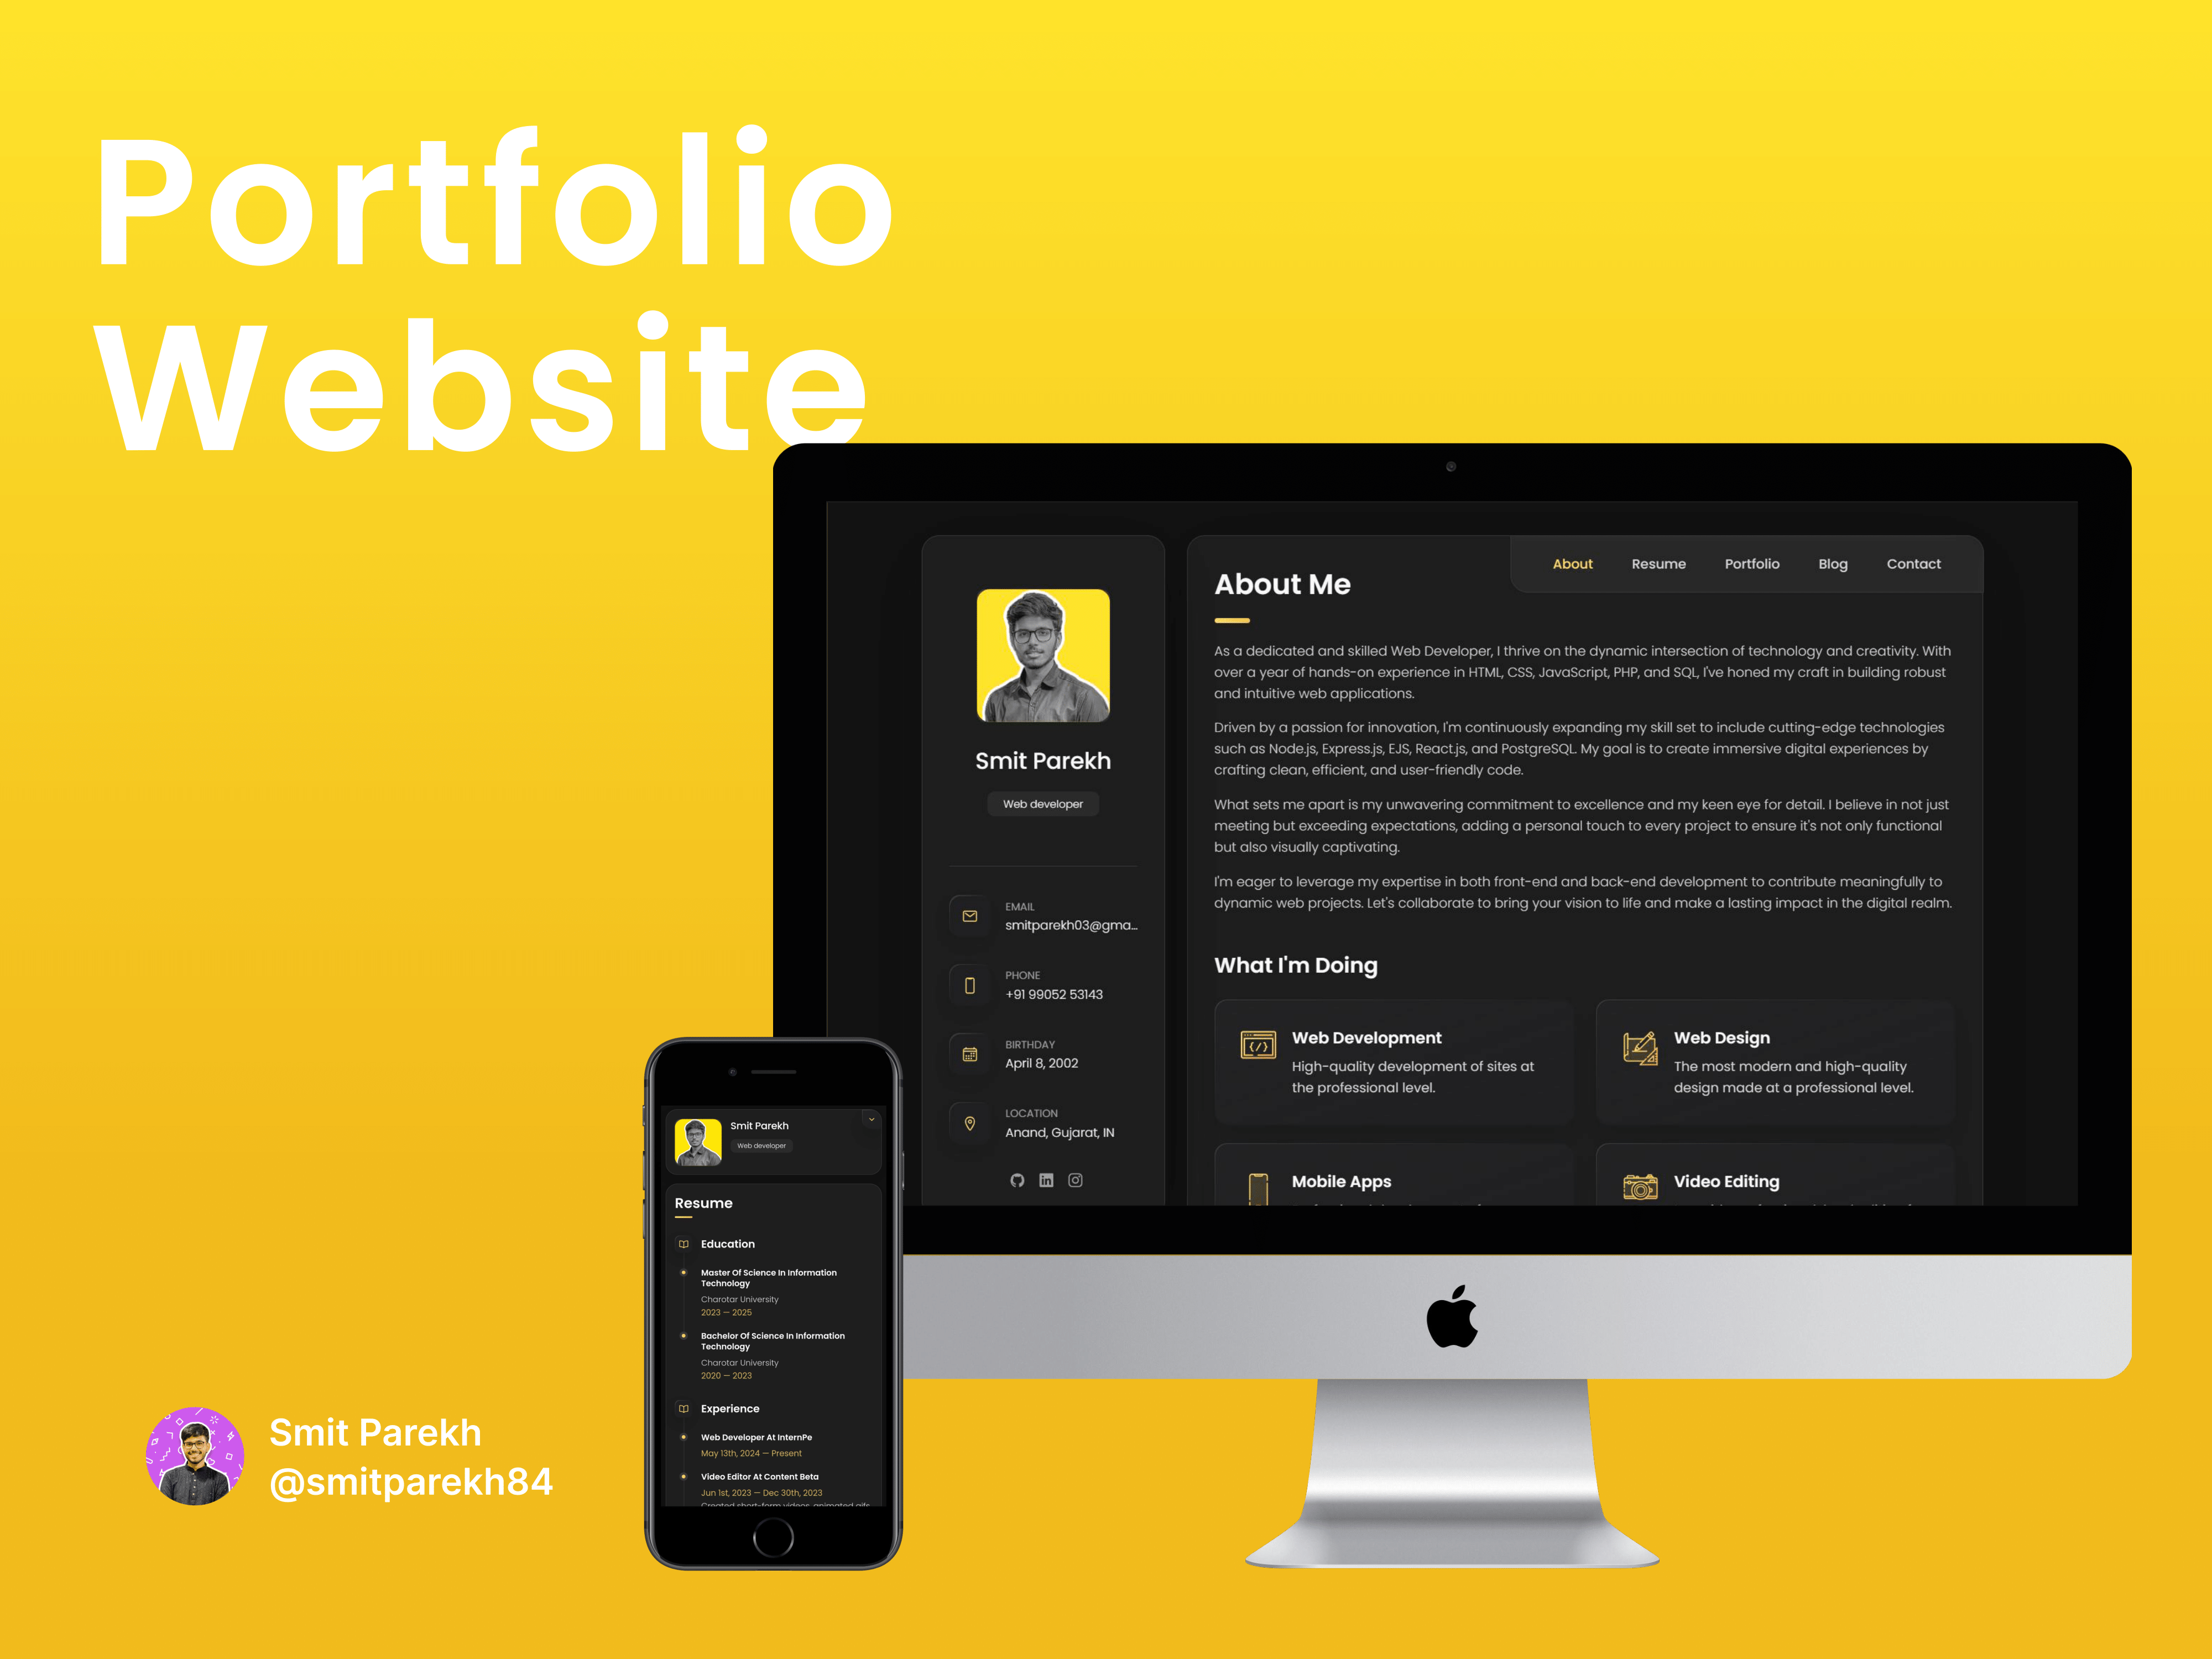 Portfolio
Website
About Me
About Resume Portfolio Blog Contact
As a dedicated and skilled Web Developer, I thrive on the dynamic intersection of technology and creativity. With
over a year of hands-on experience in HTML, CSS, JavaScript, PHP, and SQL, I've honed my craft in building robust
and intuitive web applications.
Driven by a passion for innovation, I'm continuously expanding my skill set to include cutting-edge technologies
such as Node.js, Express.js, EJS, React.js, and PostgreSQL. My goal is to create immersive digital experiences by
crafting clean, efficient, and user-friendly code.
What sets me apart is my unwavering commitment to excellence and my keen eye for detail. I believe in not just
meeting but exceeding expectations, adding a personal touch to every project to ensure it's not only functional
but also visually captivating.
I'm eager to leverage my expertise in both front-end and back-end development to contribute meaningfully to
dynamic web projects. Let's collaborate to bring your vision to life and make a lasting impact in the digital realm.
What I'm Doing
Web Development
High-quality development of sites at
the professional level.
Web Design
The most modern and high-quality
design made at a professional level.
Mobile Apps
Video Editing
Smit Parekh
Web developer
EMAIL
smitparekh03@gma...
PHONE
+91 99052 53143
BIRTHDAY
April 8, 2002
LOCATION
Anand, Gujarat, IN
Smit Parekh
Web developer
Resume
Education
Master Of Science In Information
Technology
Charotar University
2023 — 2025
Bachelor Of Science In Information
Technology
Charotar University
2020 — 2023
Experience
Web Developer At InternPe
May 13th, 2024 — Present
Video Editor At Content Beta
Jun 1st, 2023 — Dec 30th, 2023
Created short-form videos, animated gifs,
Smit Parekh
@smitparekh84